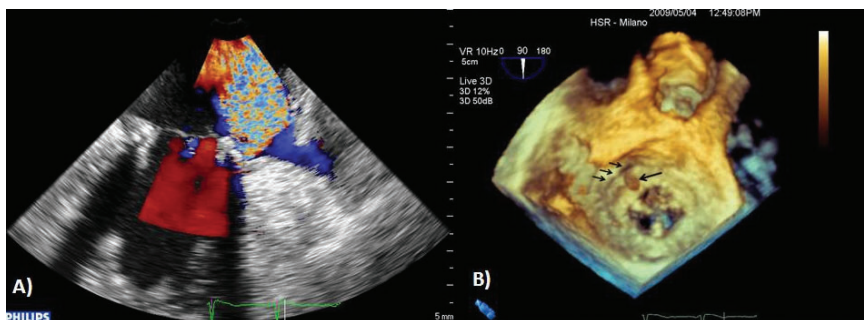 A)
PHILIPS
5 mm
2009/05/04 12:49:08PM
HSR - Milano
VR 10Hz 0 90 180
5cm
Live 3D
3D 12%
3D 50dB
B)